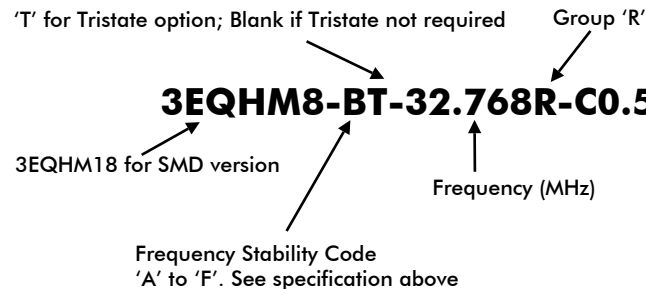 ‘T’ for Tristate option; Blank if Tristate not required
Group ‘R’
3EQHM8-BT-32.768R-C0.5
3EQHM18 for SMD version
Frequency (MHz)
Frequency Stability Code
‘A’ to ‘F’. See specification above